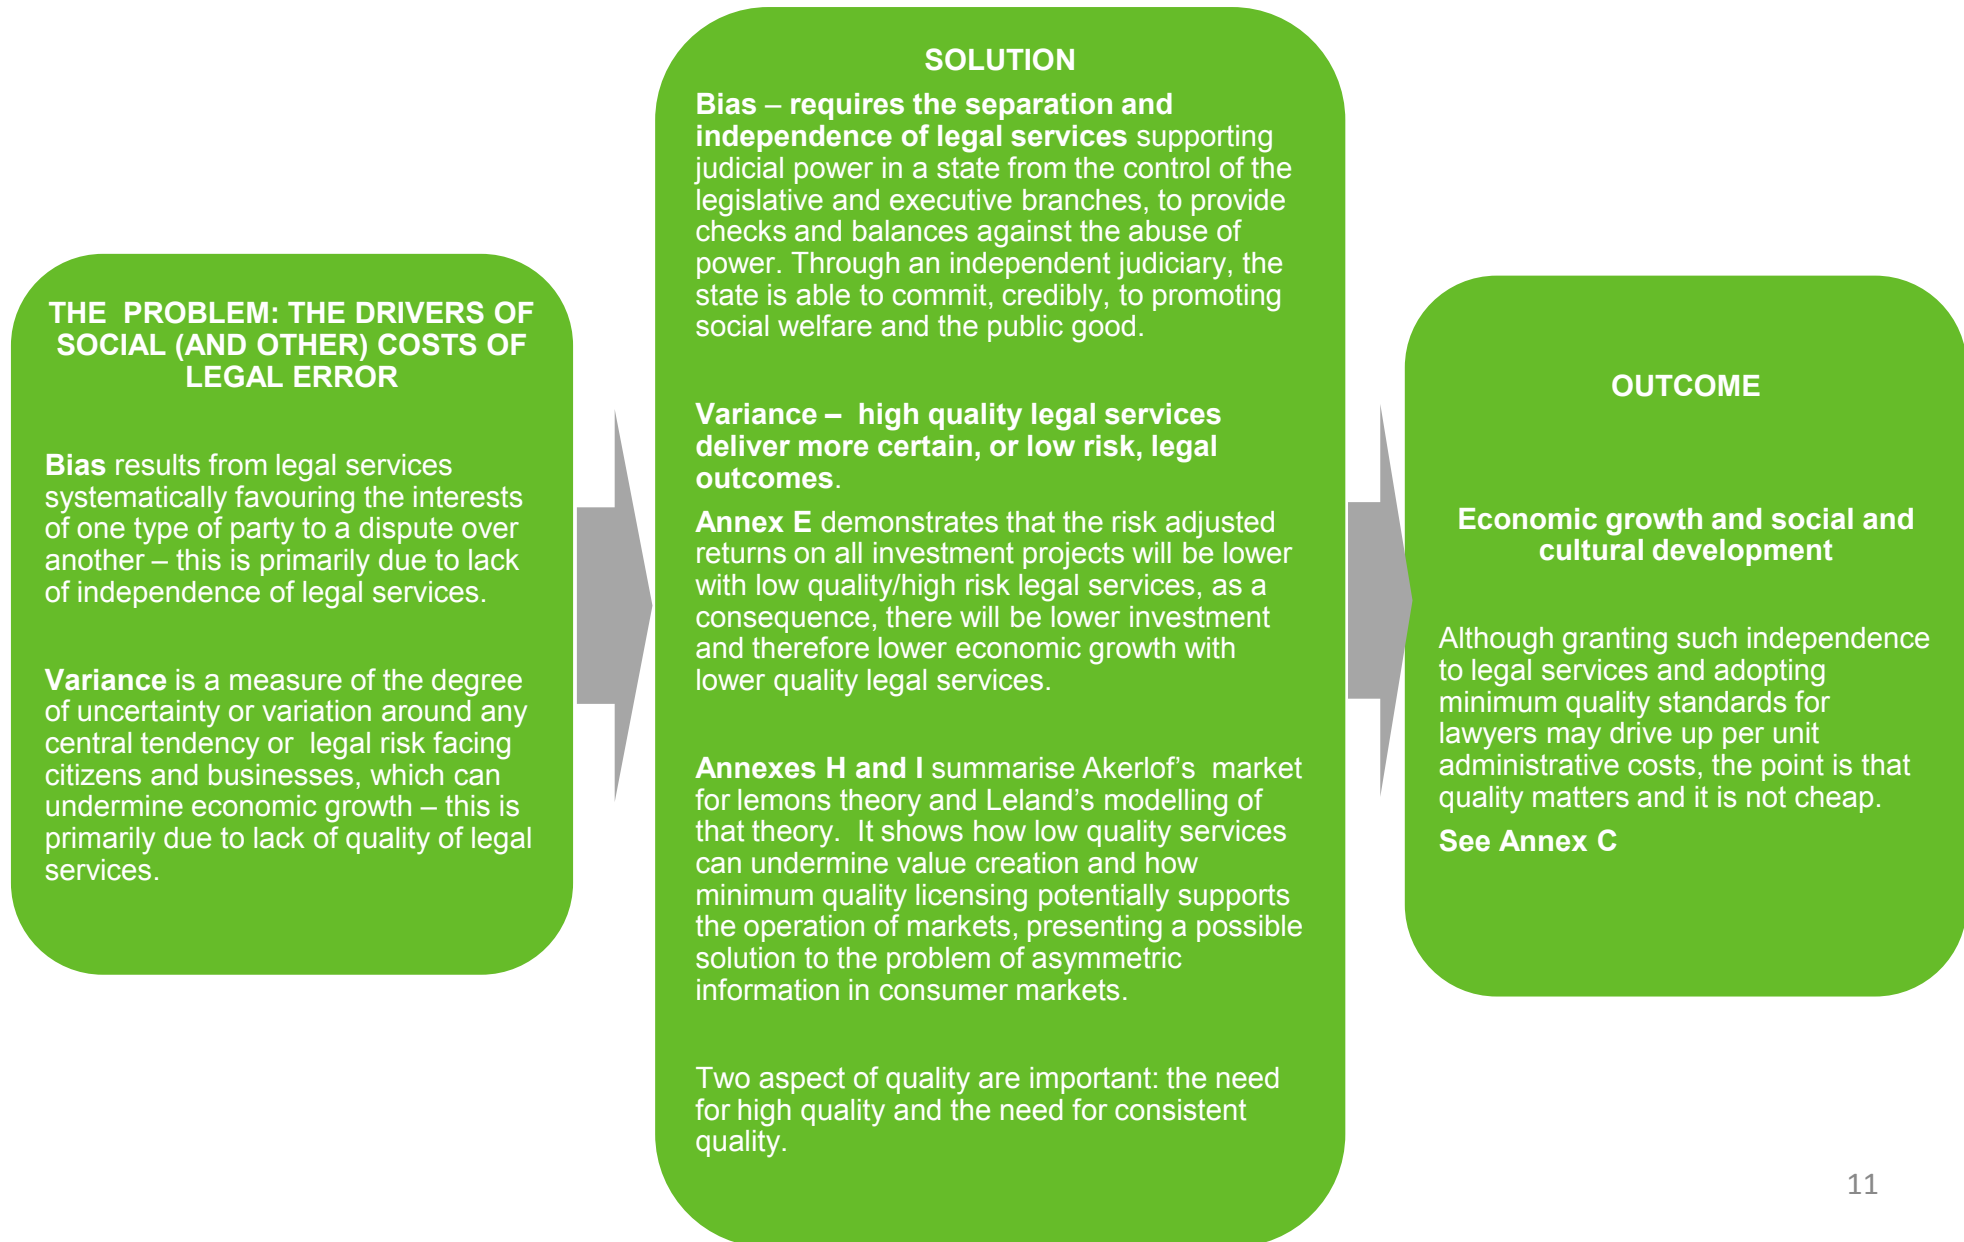 THE  PROBLEM: THE DRIVERS OF
SOCIAL (AND OTHER) COSTS OF
LEGAL ERROR
Bias results from legal services
systematically favouring the interests
of one type of party to a dispute over
another – this is primarily due to lack
of independence of legal services.
Variance is a measure of the degree
of uncertainty or variation around any
central tendency or  legal risk facing
citizens and businesses, which can
undermine economic growth – this is
primarily due to lack of quality of legal
services.
SOLUTION
Bias – requires the separation and
independence of legal services supporting
judicial power in a state from the control of the
legislative and executive branches, to provide
checks and balances against the abuse of
power. Through an independent judiciary, the
state is able to commit, credibly, to promoting
social welfare and the public good.
Variance –  high quality legal services
deliver more certain, or low risk, legal
outcomes.
Annex E demonstrates that the risk adjusted
returns on all investment projects will be lower
with low quality/high risk legal services, as a
consequence, there will be lower investment
and therefore lower economic growth with
lower quality legal services.
Annexes H and I summarise Akerlof’s  market
for lemons theory and Leland’s modelling of
that theory.  It shows how low quality services
can undermine value creation and how
minimum quality licensing potentially supports
the operation of markets, presenting a possible
solution to the problem of asymmetric
information in consumer markets.
Two aspect of quality are important: the need
for high quality and the need for consistent
quality.
OUTCOME
Economic growth and social and
cultural development
Although granting such independence
to legal services and adopting
minimum quality standards for
lawyers may drive up per unit
administrative costs, the point is that
quality matters and it is not cheap.
See Annex C
11